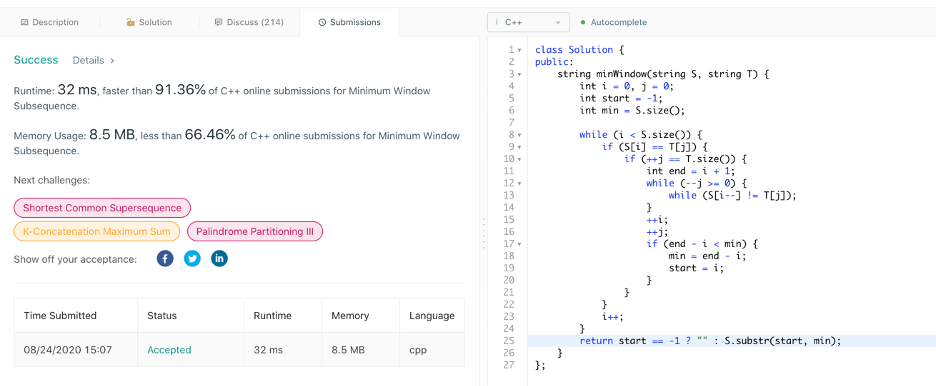 Description Solution Discuss (214) Submissions
i C++ Autocomplete
Success Details >
Runtime: 32 ms, faster than 91.36% of C++ online submissions for Minimum Window
Subsequence.
Memory Usage: 8.5 MB, less than 66.46% of C++ online submissions for Minimum Window
Subsequence.
Next challenges:
Shortest Common Supersequence
K-Concatenation Maximum Sum Palindrome Partitioning III
Show off your acceptance: f in
Time Submitted Status Runtime Memory Language
08/24/2020 15:07 Accepted 32 ms 8.5 MB cpp
1 class Solution {
2 public:
3     string minWindow(string S, string T) {
4         int i = 0, j = 0;
5         int start = -1;
6         int min = S.size();
7
8         while (i < S.size()) {
9             if (S[i] == T[j]) {
10                 if (++j == T.size()) {
11                     int end = i + 1;
12                     while (--j >= 0) {
13                         while (S[i--] != T[j]);
14                     }
15                     ++i;
16                     ++j;
17                     if (end - i < min) {
18                         min = end - i;
19                         start = i;
20                     }
21                 }
22             }
23             i++;
24         }
25         return start == -1 ? "" : S.substr(start, min);
26     }
27 };